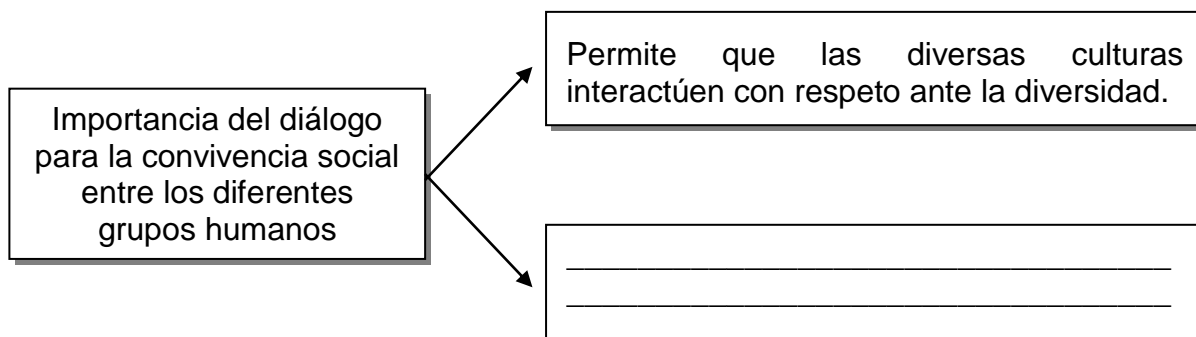 Permite que las diversas culturas
interactúen con respeto ante la diversidad.
Importancia del diálogo
para la convivencia social
entre los diferentes
grupos humanos